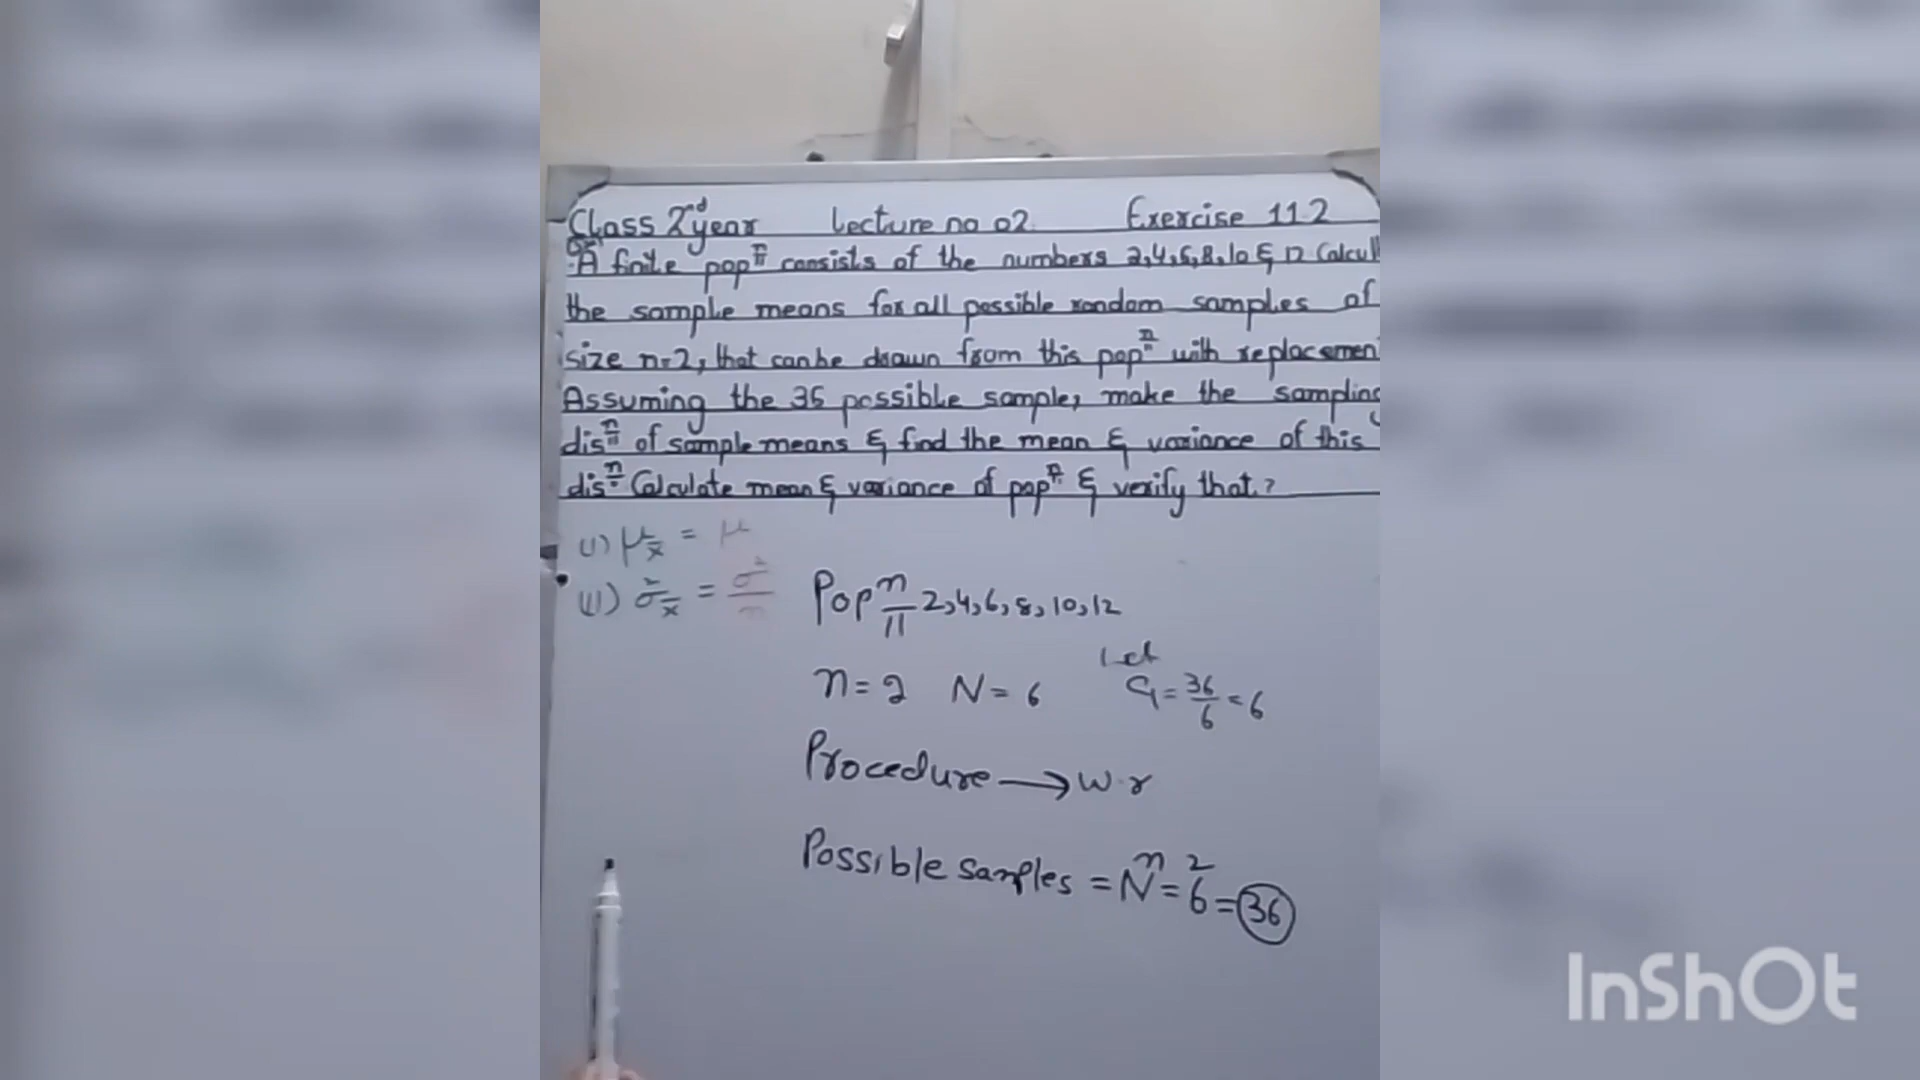 Class 2nd year Lecture no 02 Exercise 11.2
A finite popⁿ consists of the numbers 2,4,6,8,10 & 12 Calcul
the sample means for all possible random samples of
size n=2, that can be drawn from this popⁿ with replacemen
Assuming the 36 possible samples, make the sampling
disⁿ of sample means & find the mean & variance of this
disⁿ Calculate mean & variance of popⁿ & verify that?
(I) μx̄ = μ
(II) σ²x̄ = σ²/n
Popⁿ 2,4,6,8,10,12
n=2 N=6
Let
G = 36/6 = 6
Procedure → w.r
Possible samples = Nⁿ = 6² = 36
InShOt